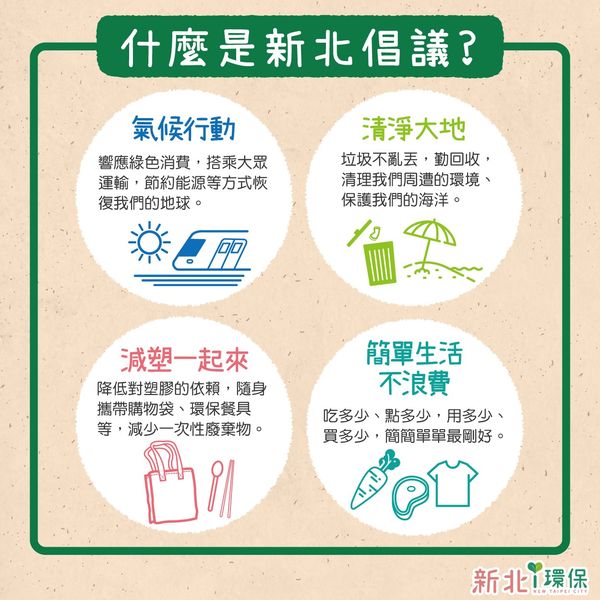 什麼是新北倡議?
氣候行動
響應綠色消費，搭乘大眾
運輸，節約能源等方式恢
復我們的地球。
清淨大地
垃圾不亂丟，勤回收，
清理我們周遭的環境、
保護我們的海洋。
減塑一起來
降低對塑膠的依賴，隨身
攜帶購物袋、環保餐具
等，減少一次性廢棄物。
簡單生活
不浪費
吃多少、點多少，用多少、
買多少，簡簡單單最剛好。
新北i環保
NEW TAIPEI CITY